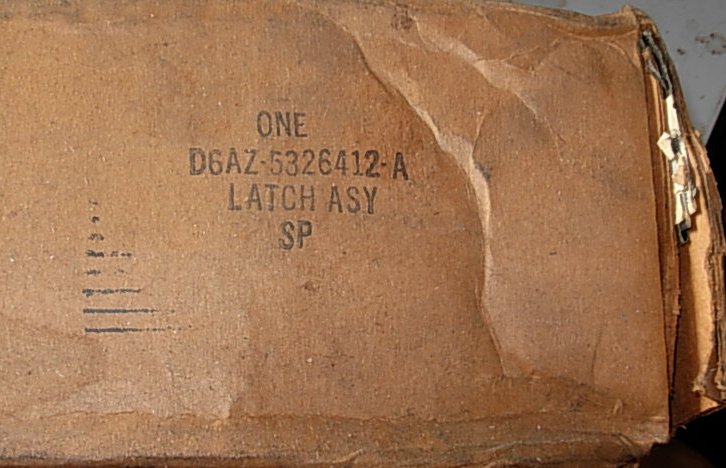 ONE
D6AZ-5326412-A
LATCH ASY
SP